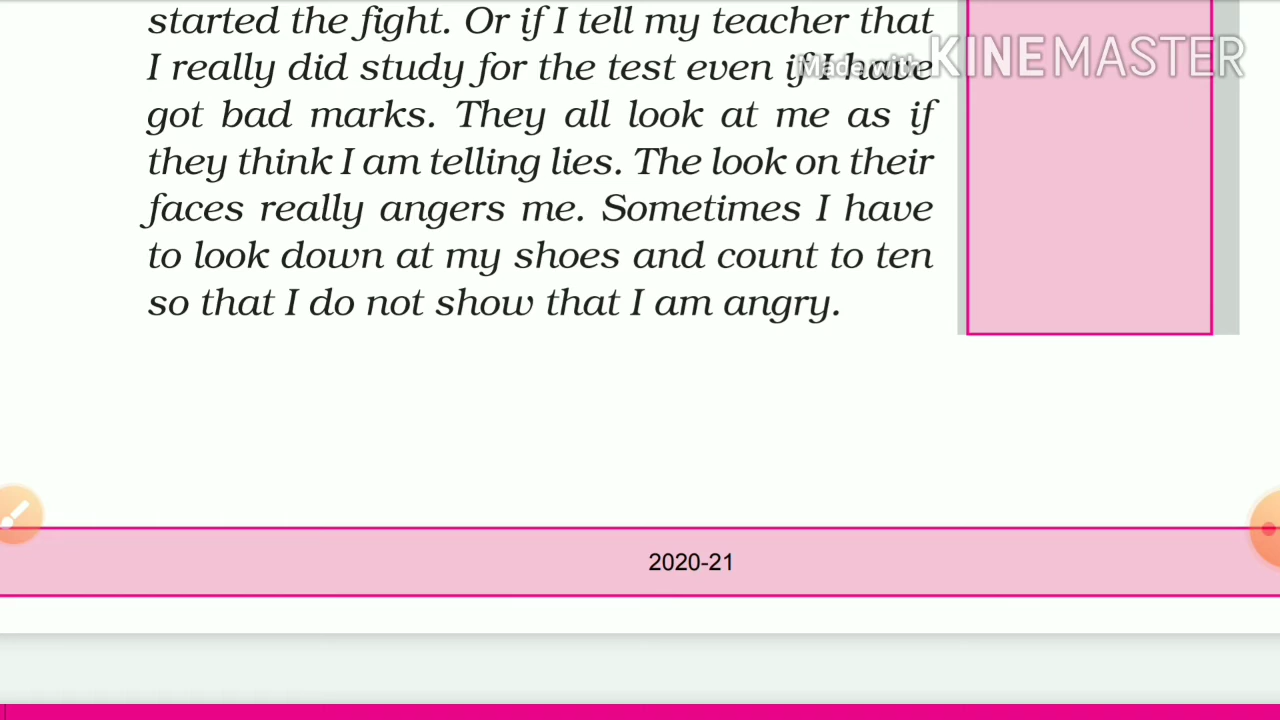 started the fight. Or if I tell my teacher that
Made with KINEMASTER
I really did study for the test even if I have
got bad marks. They all look at me as if
they think I am telling lies. The look on their
faces really angers me. Sometimes I have
to look down at my shoes and count to ten
so that I do not show that I am angry.
2020-21